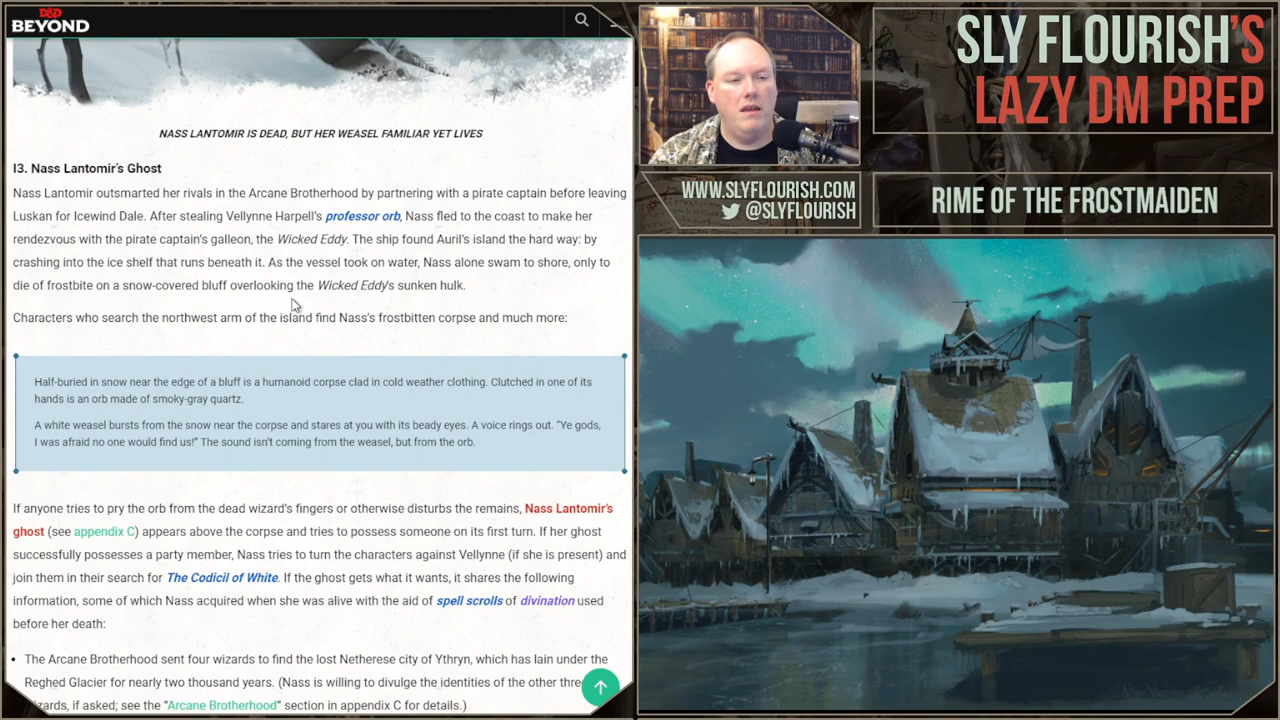 D&D
BEYOND
NASS LANTOMIR IS DEAD, BUT HER WEASEL FAMILIAR YET LIVES
I3. Nass Lantomir's Ghost
Nass Lantomir outsmarted her rivals in the Arcane Brotherhood by partnering with a pirate captain before leaving
Luskan for Icewind Dale. After stealing Vellynne Harpell's professor orb, Nass fled to the coast to make her
rendezvous with the pirate captain's galleon, the Wicked Eddy. The ship found Auril's island the hard way: by
crashing into the ice shelf that runs beneath it. As the vessel took on water, Nass alone swam to shore, only to
die of frostbite on a snow-covered bluff overlooking the Wicked Eddy's sunken hulk.
Characters who search the northwest arm of the island find Nass's frostbitten corpse and much more:
Half-buried in snow near the edge of a bluff is a humanoid corpse clad in cold weather clothing. Clutched in one of its
hands is an orb made of smoky-gray quartz.
A white weasel bursts from the snow near the corpse and stares at you with its beady eyes. A voice rings out. "Ye gods,
I was afraid no one would find us!" The sound isn't coming from the weasel, but from the orb.
If anyone tries to pry the orb from the dead wizard's fingers or otherwise disturbs the remains, Nass Lantomir's
ghost (see appendix C) appears above the corpse and tries to possess someone on its first turn. If her ghost
successfully possesses a party member, Nass tries to turn the characters against Vellynne (if she is present) and
join them in their search for The Codicil of White. If the ghost gets what it wants, it shares the following
information, some of which Nass acquired when she was alive with the aid of spell scrolls of divination used
before her death:
• The Arcane Brotherhood sent four wizards to find the lost Netherese city of Ythryn, which has lain under the
Reghed Glacier for nearly two thousand years. (Nass is willing to divulge the identities of the other
if asked; see the "Arcane Brotherhood" section in appendix C for details.)
SLY FLOURISH'S
LAZY DM PREP
WWW.SLYFLOURISH.COM
@SLYFLOURISH
RIME OF THE FROSTMAIDEN